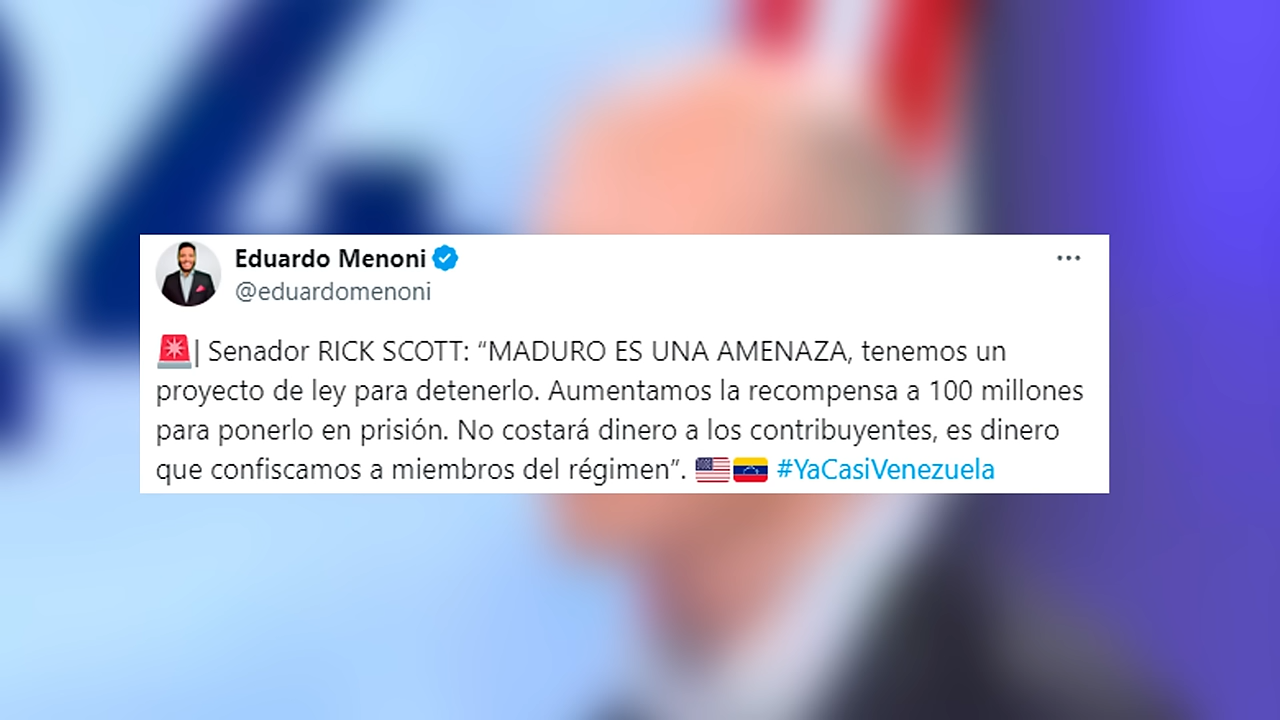 Eduardo Menoni
@eduardomenoni
🚨| Senador RICK SCOTT: “MADURO ES UNA AMENAZA, tenemos un
proyecto de ley para detenerlo. Aumentamos la recompensa a 100 millones
para ponerlo en prisión. No costará dinero a los contribuyentes, es dinero
que confiscamos a miembros del régimen”. 🇺🇸🇻🇪 #YaCasiVenezuela